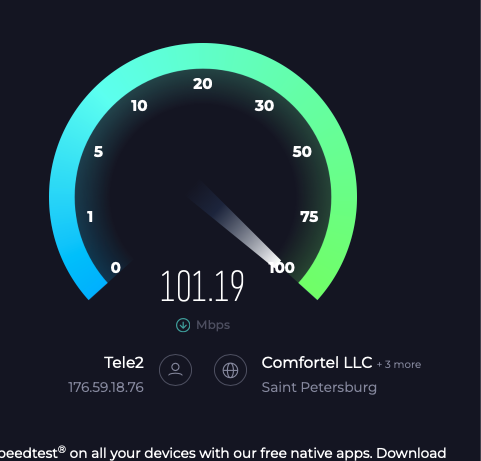 20
10
30
5
50
1
75
0
100
101.19
Mbps
Tele2
Comfortel LLC + 3 more
176.59.18.76
Saint Petersburg
peedtest® on all your devices with our free native apps. Download